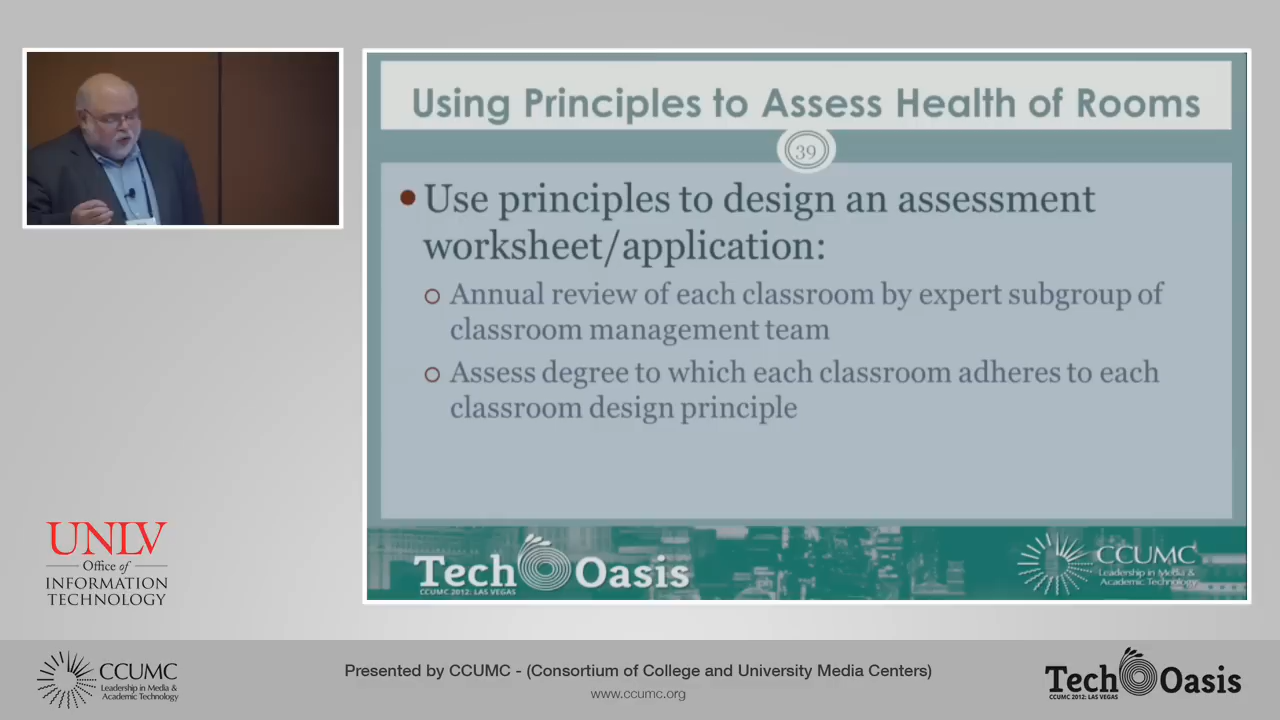 Using Principles to Assess Health of Rooms
39
Use principles to design an assessment
worksheet/application:
Annual review of each classroom by expert subgroup of
classroom management team
Assess degree to which each classroom adheres to each
classroom design principle
Tech Oasis
CCUMC 2012: LAS VEGAS
CCUMC
Leadership in Media &
Academic Technology
UNLV
Office of
INFORMATION
TECHNOLOGY
CCUMC
Leadership in Media &
Academic Technology
Presented by CCUMC - (Consortium of College and University Media Centers)
www.ccumc.org
Tech Oasis
CCUMC 2012: LAS VEGAS